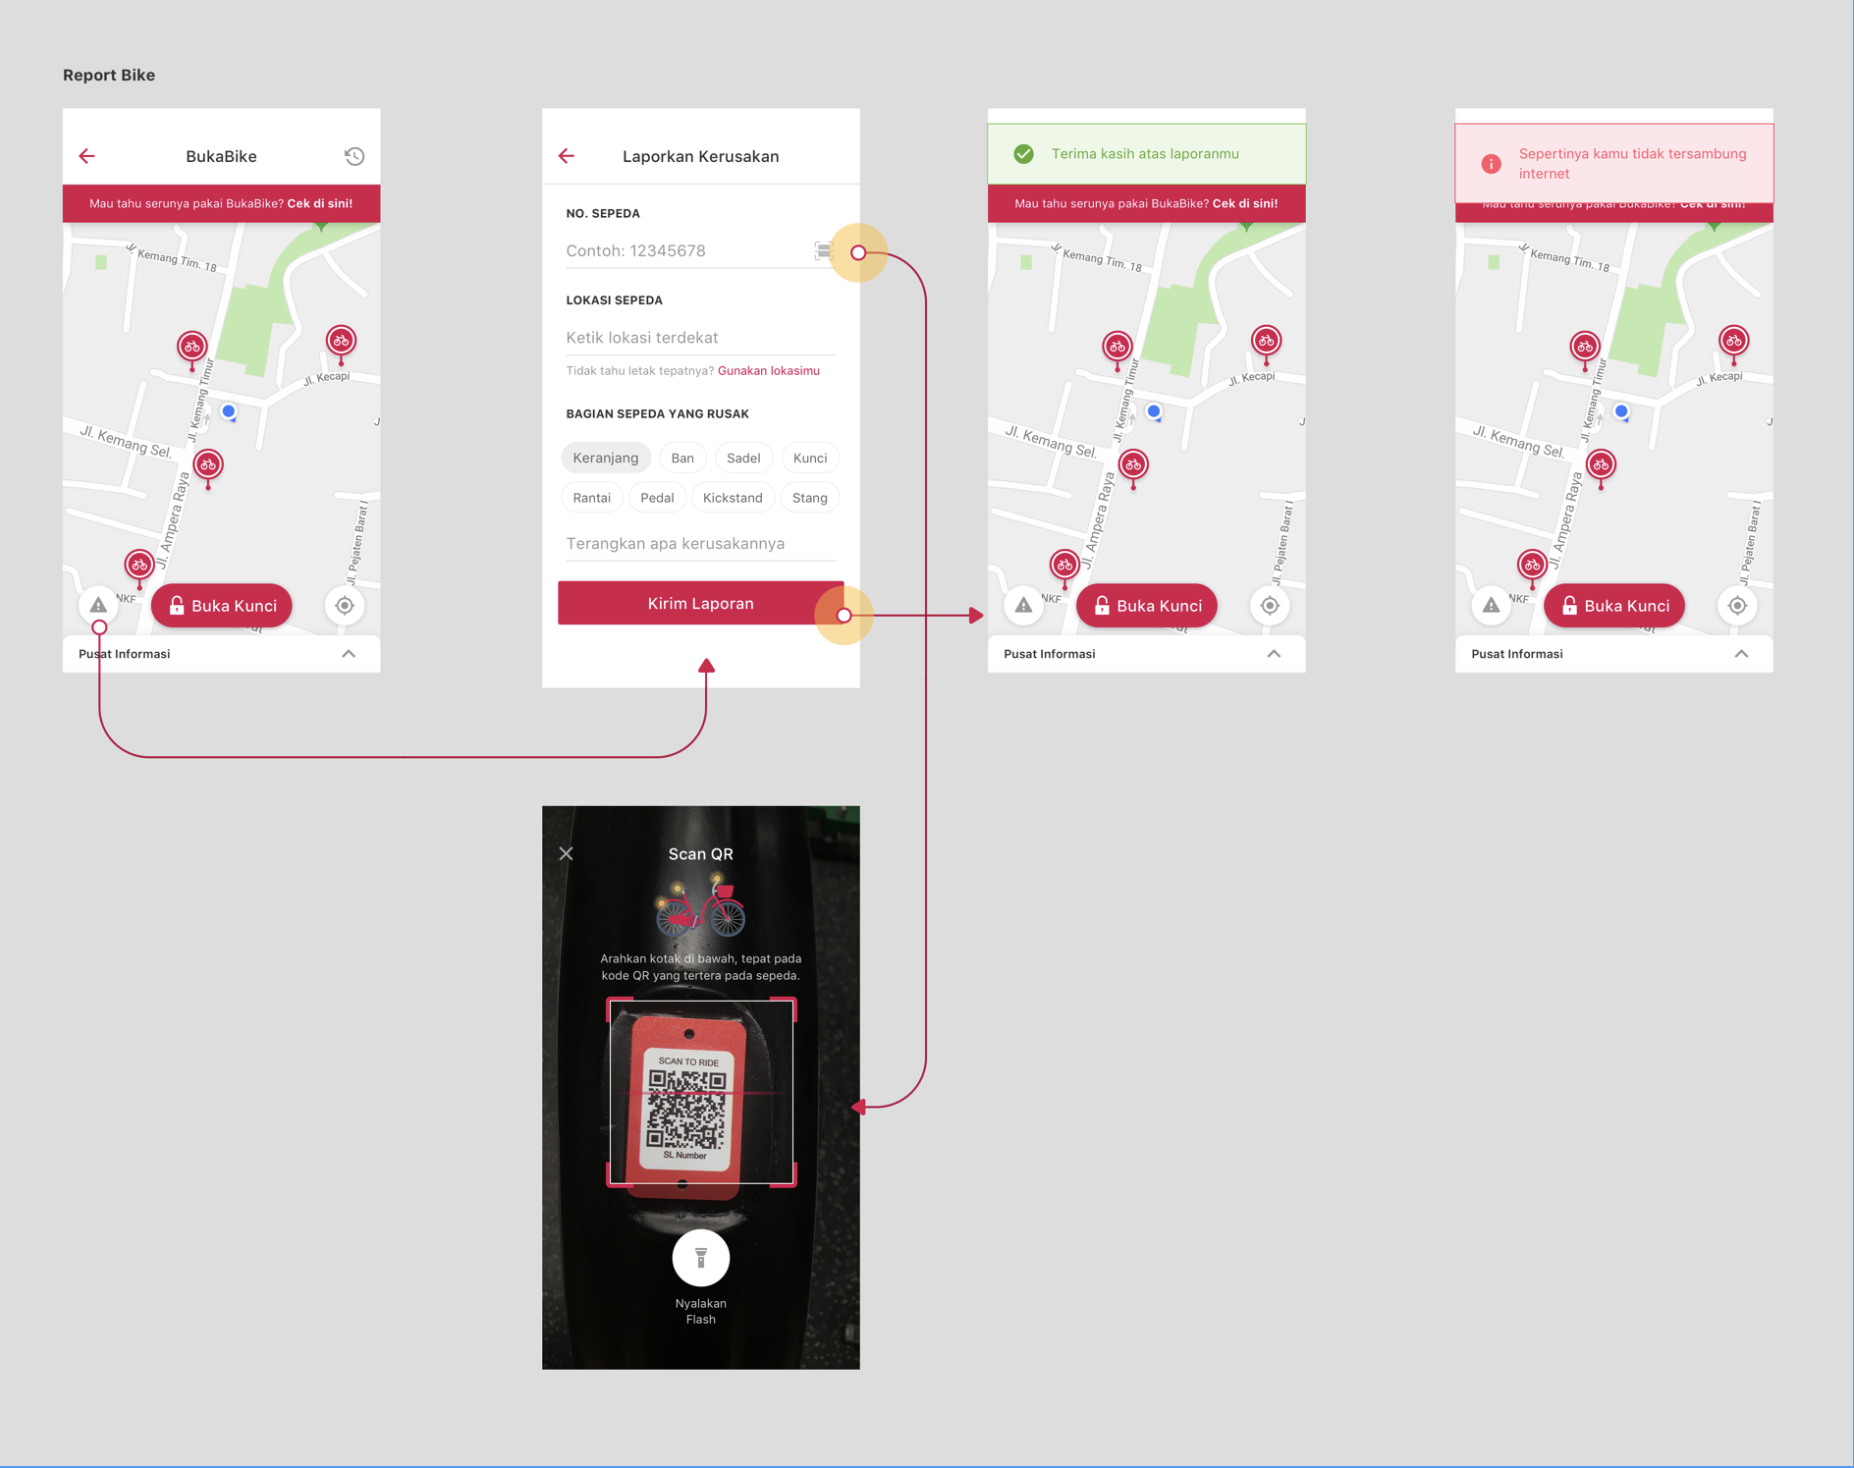 Report Bike
BukaBike
Mau tahu serunya pakai BukaBike? Cek di sini!
Jl. Kemang Tim. 18
Jl. Kemang Timur
Jl. Kecapi
Jl. Kemang Sel.
Jl. Ampera Raya
Jl. Pejaten Barat I
NKF
Buka Kunci
Pusat Informasi
Laporkan Kerusakan
NO. SEPEDA
Contoh: 12345678
LOKASI SEPEDA
Ketik lokasi terdekat
Tidak tahu letak tepatnya? Gunakan lokasimu
BAGIAN SEPEDA YANG RUSAK
Keranjang Ban Sadel Kunci
Rantai Pedal Kickstand Stang
Terangkan apa kerusakannya
Kirim Laporan
Terima kasih atas laporanmu
Mau tahu serunya pakai BukaBike? Cek di sini!
Jl. Kemang Tim. 18
Jl. Kemang Timur
Jl. Kecapi
Jl. Kemang Sel.
Jl. Ampera Raya
Jl. Pejaten Barat I
NKF
Buka Kunci
Pusat Informasi
Sepertinya kamu tidak tersambung
internet
Mau tahu serunya pakai BukaBike? Cek di sini!
Jl. Kemang Tim. 18
Jl. Kemang Timur
Jl. Kecapi
Jl. Kemang Sel.
Jl. Ampera Raya
Jl. Pejaten Barat I
NKF
Buka Kunci
Pusat Informasi
Scan QR
Arahkan kotak di bawah, tepat pada
kode QR yang tertera pada sepeda.
SCAN TO RIDE
SL Number
Nyalakan
Flash